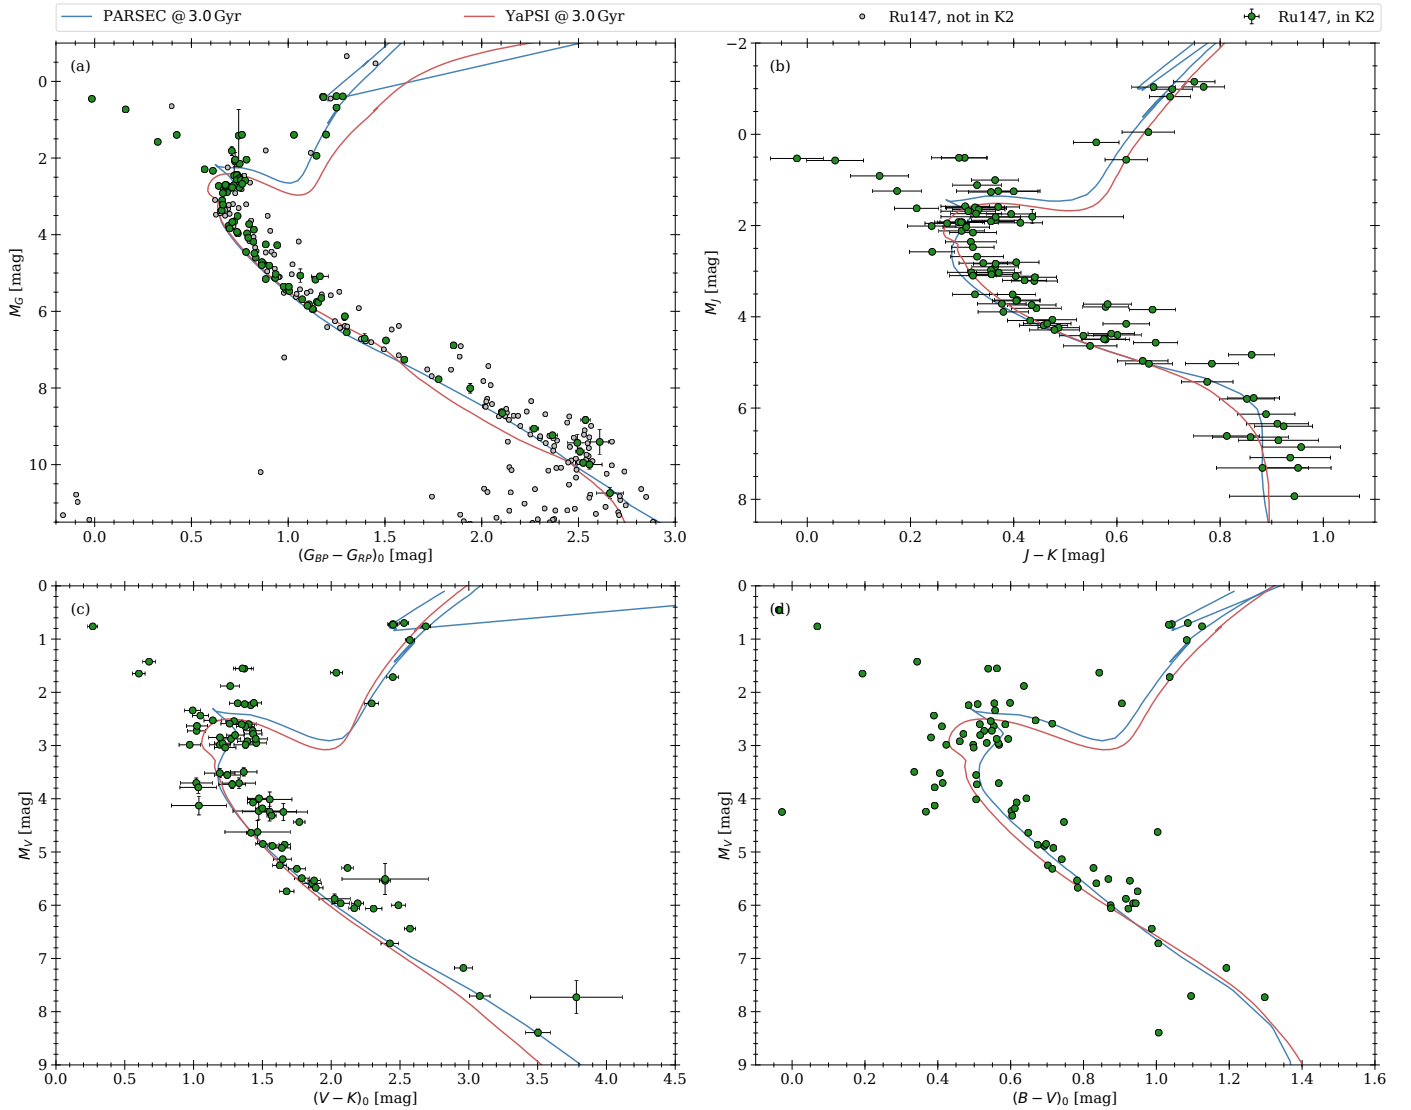 PARSEC @ 3.0 Gyr
YaPSI @ 3.0 Gyr
Ru147, not in K2
Ru147, in K2
(a)
0
2
4
6
8
10
M_G [mag]
0.0 0.5 1.0 1.5 2.0 2.5 3.0
(G_BP − G_RP)_0 [mag]
(b)
−2
0
2
4
6
8
M_J [mag]
0.0 0.2 0.4 0.6 0.8 1.0
J − K [mag]
(c)
0
1
2
3
4
5
6
7
8
9
M_V [mag]
0.0 0.5 1.0 1.5 2.0 2.5 3.0 3.5 4.0 4.5
(V − K)_0 [mag]
(d)
0
1
2
3
4
5
6
7
8
9
M_V [mag]
0.0 0.2 0.4 0.6 0.8 1.0 1.2 1.4 1.6
(B − V)_0 [mag]